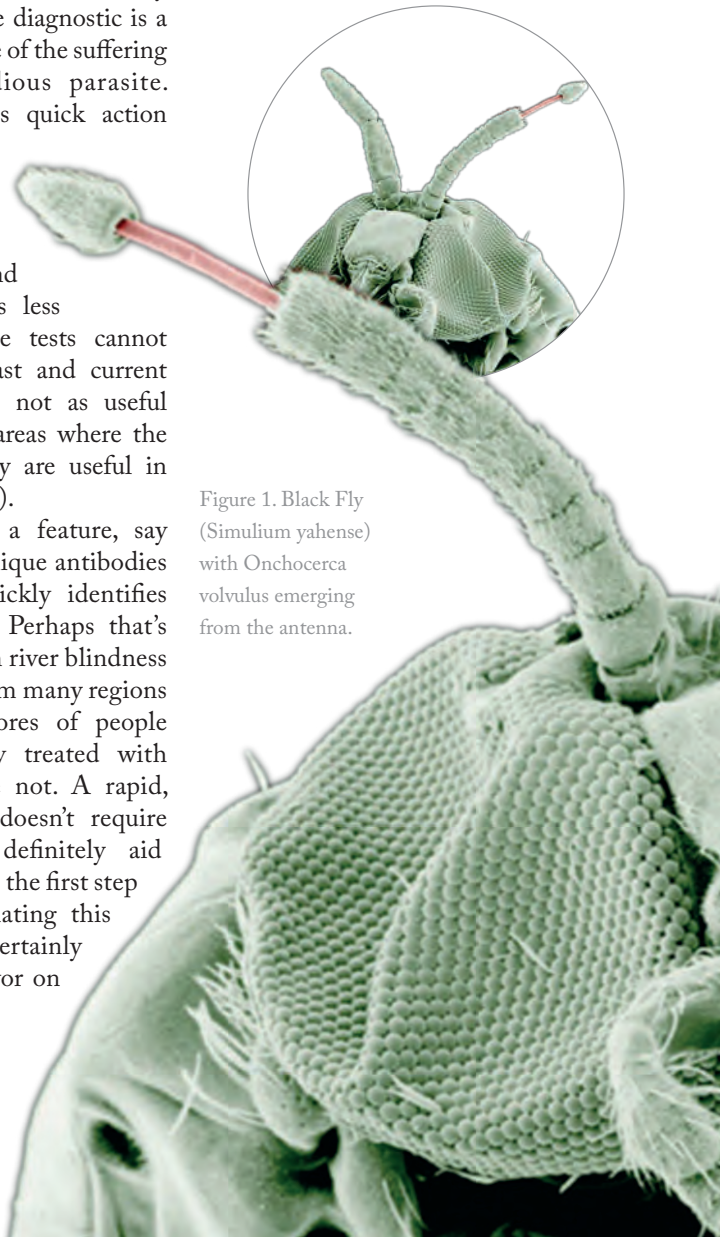 e diagnostic is a
of the suffering
dious parasite.
s quick action
nd
s less
e tests cannot
ast and current
not as useful
areas where the
y are useful in
).
a feature, say
ique antibodies
ickly identifies
Perhaps that’s
river blindness
m many regions
ores of people
y treated with
not. A rapid,
doesn’t require
definitely aid
the first step
ating this
ertainly
or on
Figure 1. Black Fly
(Simulium yahense)
with Onchocerca
volvulus emerging
from the antenna.